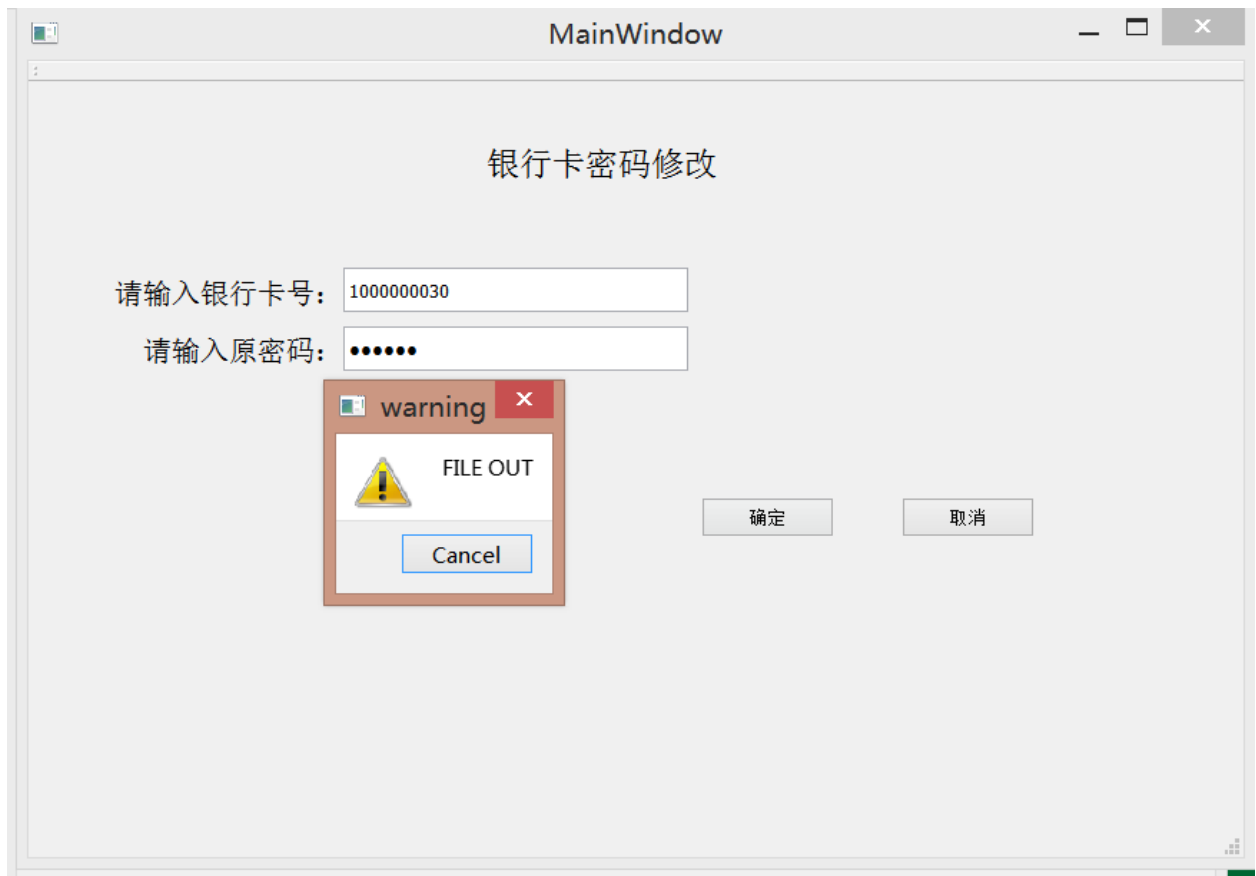 MainWindow
银行卡密码修改
请输入银行卡号： 1000000030
请输入原密码： ••••••
warning
FILE OUT
确定 取消
Cancel